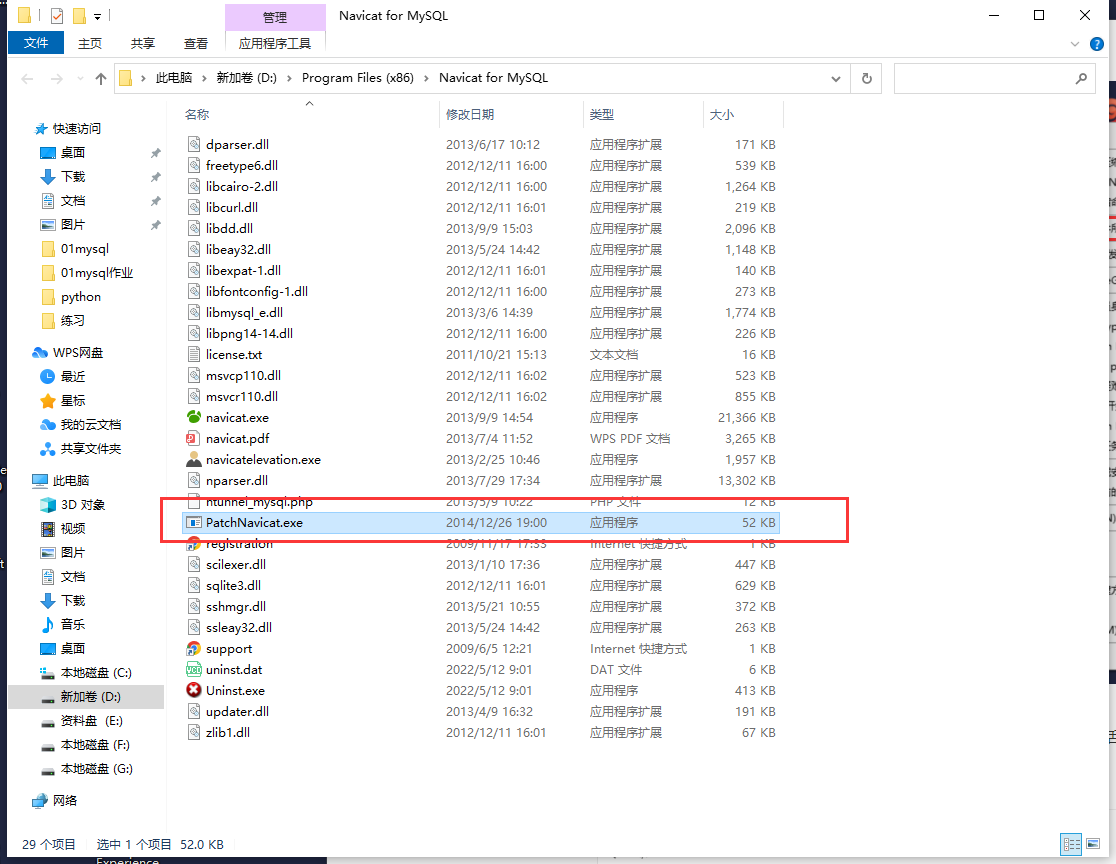 管理
Navicat for MySQL
文件 主页 共享 查看 应用程序工具
此电脑 > 新加卷 (D:) > Program Files (x86) > Navicat for MySQL
名称 修改日期 类型 大小
快速访问
桌面
下载
文档
图片
01mysql
01mysql作业
python
练习
WPS网盘
最近
星标
我的云文档
共享文件夹
此电脑
3D 对象
视频
图片
文档
下载
音乐
桌面
本地磁盘 (C:)
新加卷 (D:)
资料盘 (E:)
本地磁盘 (F:)
本地磁盘 (G:)
网络
dparser.dll 2013/6/17 10:12 应用程序扩展 171 KB
freetype6.dll 2012/12/11 16:00 应用程序扩展 539 KB
libcairo-2.dll 2012/12/11 16:00 应用程序扩展 1,264 KB
libcurl.dll 2012/12/11 16:01 应用程序扩展 219 KB
libdd.dll 2013/9/9 15:03 应用程序扩展 2,096 KB
libeay32.dll 2013/5/24 14:42 应用程序扩展 1,148 KB
libexpat-1.dll 2012/12/11 16:01 应用程序扩展 140 KB
libfontconfig-1.dll 2012/12/11 16:00 应用程序扩展 273 KB
libmysql_e.dll 2013/3/6 14:39 应用程序扩展 1,774 KB
libpng14-14.dll 2012/12/11 16:00 应用程序扩展 226 KB
license.txt 2011/10/21 15:13 文本文档 16 KB
msvcp110.dll 2012/12/11 16:02 应用程序扩展 523 KB
msvcr110.dll 2012/12/11 16:02 应用程序扩展 855 KB
navicat.exe 2013/9/9 14:54 应用程序 21,366 KB
navicat.pdf 2013/7/4 11:52 WPS PDF 文档 3,265 KB
navicatelevation.exe 2013/2/25 10:46 应用程序 1,957 KB
nparser.dll 2013/7/29 17:34 应用程序扩展 13,302 KB
ntunnel_mysql.php 2013/5/9 10:22 PHP 文件 12 KB
PatchNavicat.exe 2014/12/26 19:00 应用程序 52 KB
registration 2009/11/17 17:53 Internet 快捷方式 1 KB
scilexer.dll 2013/1/10 17:36 应用程序扩展 447 KB
sqlite3.dll 2012/12/11 16:01 应用程序扩展 629 KB
sshmgr.dll 2013/5/21 10:55 应用程序扩展 372 KB
ssleay32.dll 2013/5/24 14:42 应用程序扩展 263 KB
support 2009/6/5 12:21 Internet 快捷方式 1 KB
uninst.dat 2022/5/12 9:01 DAT 文件 6 KB
Uninst.exe 2022/5/12 9:01 应用程序 413 KB
updater.dll 2013/4/9 16:32 应用程序扩展 191 KB
zlib1.dll 2012/12/11 16:01 应用程序扩展 67 KB
29 个项目 选中 1 个项目 52.0 KB
Experience